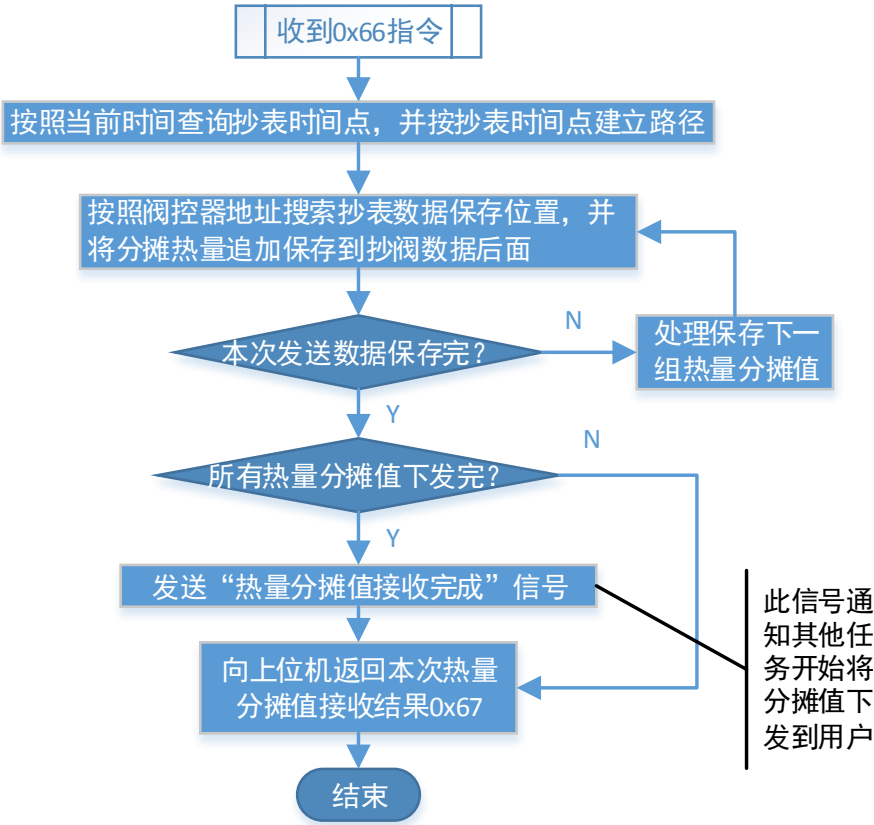 收到0x66指令
按照当前时间查询抄表时间点，并按抄表时间点建立路径
按照阀控器地址搜索抄表数据保存位置，并
将分摊热量追加保存到抄阀数据后面
本次发送数据保存完？
N
处理保存下一
组热量分摊值
Y
所有热量分摊值下发完？
N
Y
发送“热量分摊值接收完成”信号
此信号通
知其他任
务开始将
分摊值下
发到用户
向上位机返回本次热量
分摊值接收结果0x67
结束